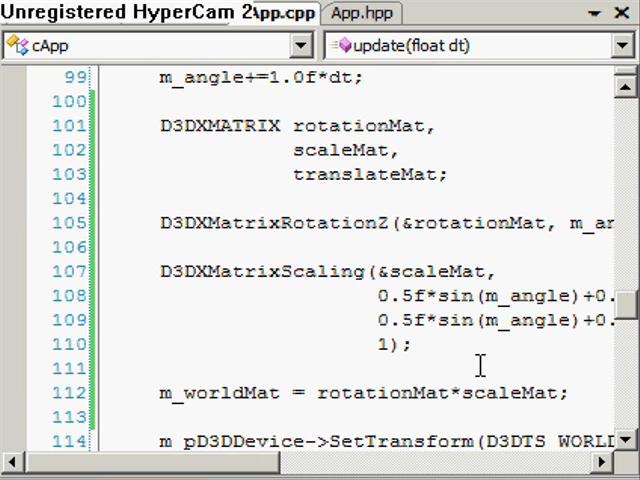 Unregistered HyperCam 2 App.cpp App.hpp
cApp update(float dt)
99 m_angle+=1.0f*dt;
100
101 D3DXMATRIX rotationMat,
102 scaleMat,
103 translateMat;
104
105 D3DXMatrixRotationZ(&rotationMat, m_an
106
107 D3DXMatrixScaling(&scaleMat,
108 0.5f*sin(m_angle)+0.
109 0.5f*sin(m_angle)+0.
110 1);
111
112 m_worldMat = rotationMat*scaleMat;
113
114 m_pD3DDevice->SetTransform(D3DTS_WORLD